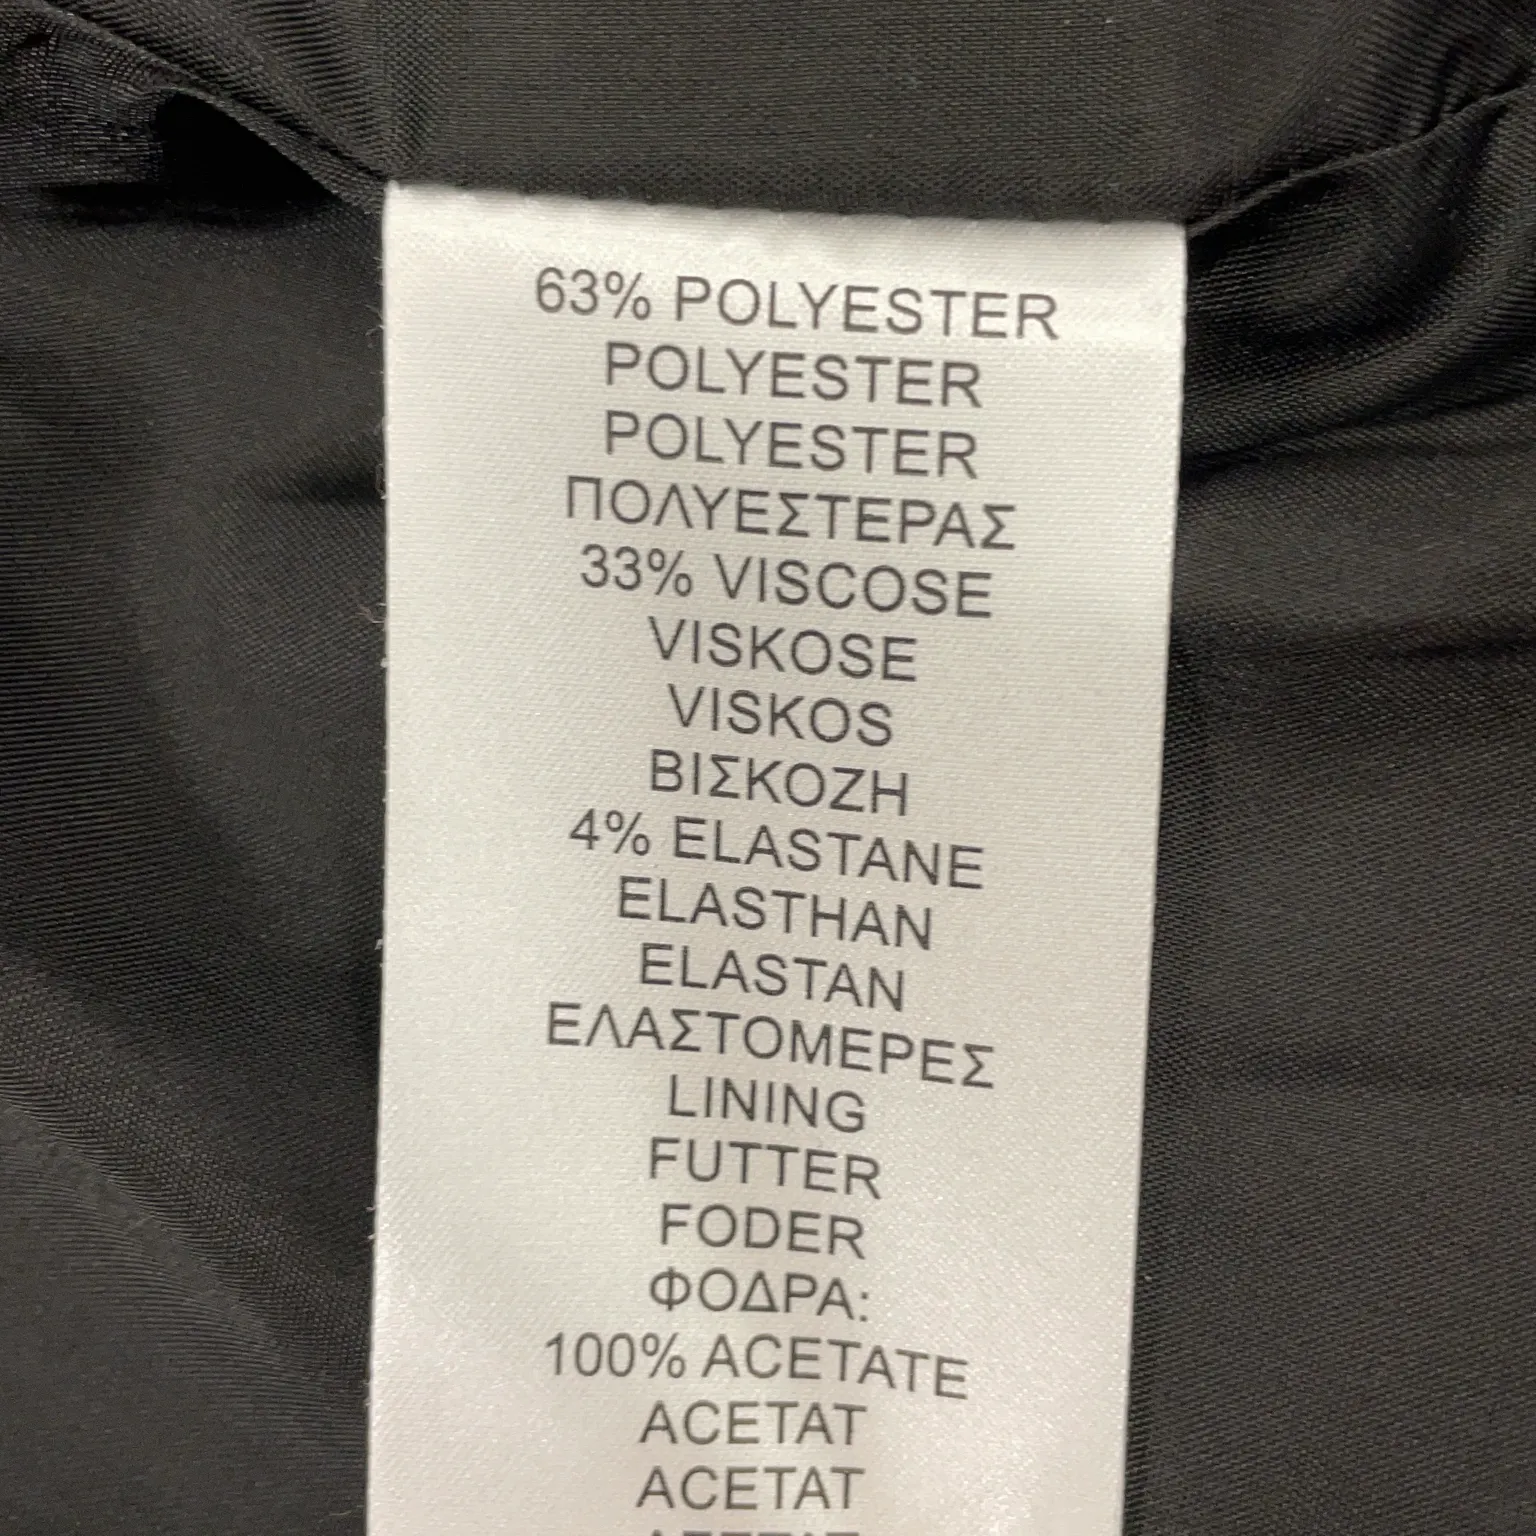 63% POLYESTER
POLYESTER
POLYESTER
ΠΟΛΥΕΣΤΕΡΑΣ
33% VISCOSE
VISKOSE
VISKOS
ΒΙΣΚΟΖΗ
4% ELASTANE
ELASTHAN
ELASTAN
ΕΛΑΣΤΟΜΕΡΕΣ
LINING
FUTTER
FODER
ΦΟΔΡΑ:
100% ACETATE
ACETAT
ACETAT